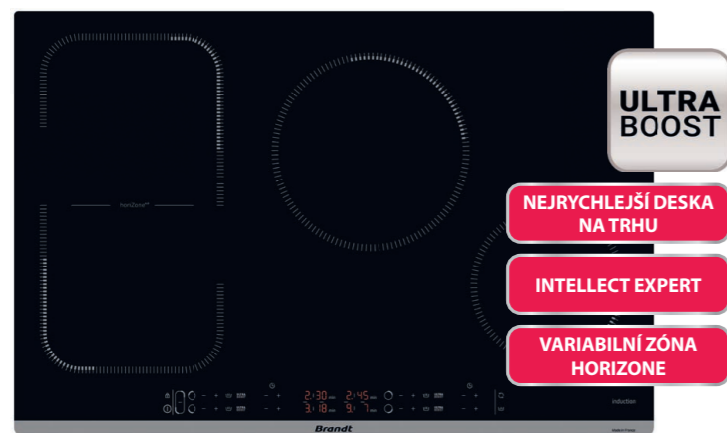 ULTRA
BOOST
NEJRYCHLEJŠÍ DESKA
NA TRHU
INTELLECT EXPERT
VARIABILNÍ ZÓNA
HORIZONE
horiZone
2.30 2.45
3.18 9. 7
induction
Brandt